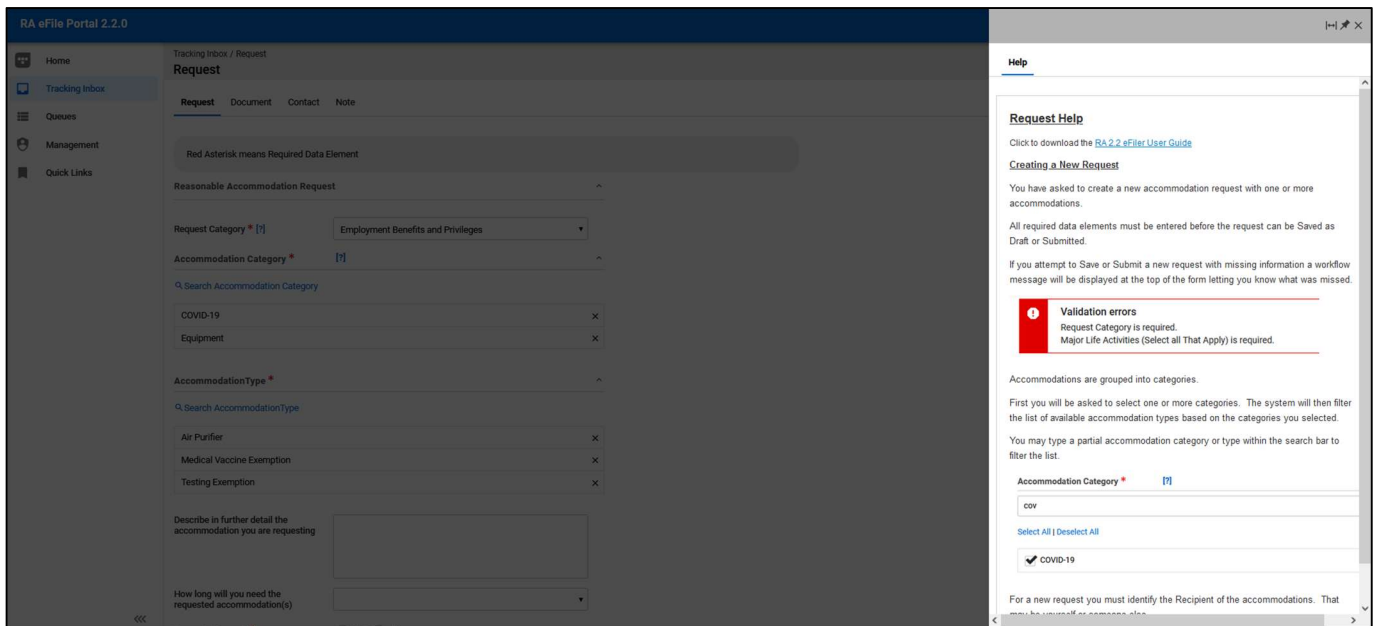 RA eFile Portal 2.2.0
Home
Tracking Inbox
Queues
Management
Quick Links
Tracking Inbox / Request
Request
Request Document Contact Note
Red Asterisk means Required Data Element
Reasonable Accommodation Request
Request Category * [?] Employment Benefits and Privileges
Accommodation Category * [?]
Search Accommodation Category
COVID-19
Equipment
AccommodationType *
Search AccommodationType
Air Purifier
Medical Vaccine Exemption
Testing Exemption
Describe in further detail the
accommodation you are requesting
How long will you need the
requested accommodation(s)
Help
Request Help
Click to download the RA 2.2 eFiler User Guide
Creating a New Request
You have asked to create a new accommodation request with one or more
accommodations.
All required data elements must be entered before the request can be Saved as
Draft or Submitted.
If you attempt to Save or Submit a new request with missing information a workflow
message will be displayed at the top of the form letting you know what was missed.
Validation errors
Request Category is required.
Major Life Activities (Select all That Apply) is required.
Accommodations are grouped into categories.
First you will be asked to select one or more categories. The system will then filter
the list of available accommodation types based on the categories you selected.
You may type a partial accommodation category or type within the search bar to
filter the list.
Accommodation Category * [?]
cov
Select All | Deselect All
COVID-19
For a new request you must identify the Recipient of the accommodations. That
may be yourself or someone else.